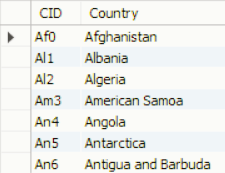 CID Country
Af0 Afghanistan
Al1 Albania
Al2 Algeria
Am3 American Samoa
An4 Angola
An5 Antarctica
An6 Antigua and Barbuda